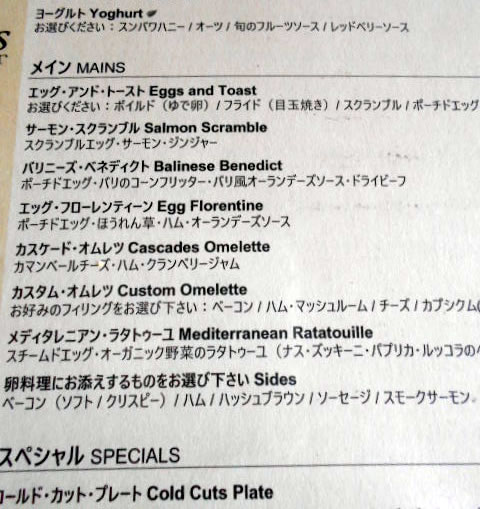 ヨーグルト Yoghurt
お選びください：スンバワハニー / オーツ / 旬のフルーツソース / レッドベリーソース
メイン MAINS
エッグ・アンド・トースト Eggs and Toast
お選びください：ボイルド（ゆで卵）/ フライド（目玉焼き）/ スクランブル / ポーチドエッグ
サーモン・スクランブル Salmon Scramble
スクランブルエッグ・サーモン・ジンジャー
バリニーズ・ベネディクト Balinese Benedict
ポーチドエッグ・バリのコーンフリッター・バリ風オーランデーズソース・ドライビーフ
エッグ・フローレンティーン Egg Florentine
ポーチドエッグ・ほうれん草・ハム・オーランデーズソース
カスケード・オムレツ Cascades Omelette
カマンベールチーズ・ハム・クランベリージャム
カスタム・オムレツ Custom Omelette
お好みのフィリングをお選び下さい：ベーコン / ハム・マッシュルーム / チーズ / カプシクム
メディタレニアン・ラタトゥーユ Mediterranean Ratatouille
スチームドエッグ・オーガニック野菜のラタトゥーユ（ナス・ズッキーニ・パプリカ・ルッコラの
卵料理にお添えするものをお選び下さい Sides
ベーコン（ソフト / クリスピー）/ ハム / ハッシュブラウン / ソーセージ / スモークサーモン
スペシャル SPECIALS
コールド・カット・プレート Cold Cuts Plate